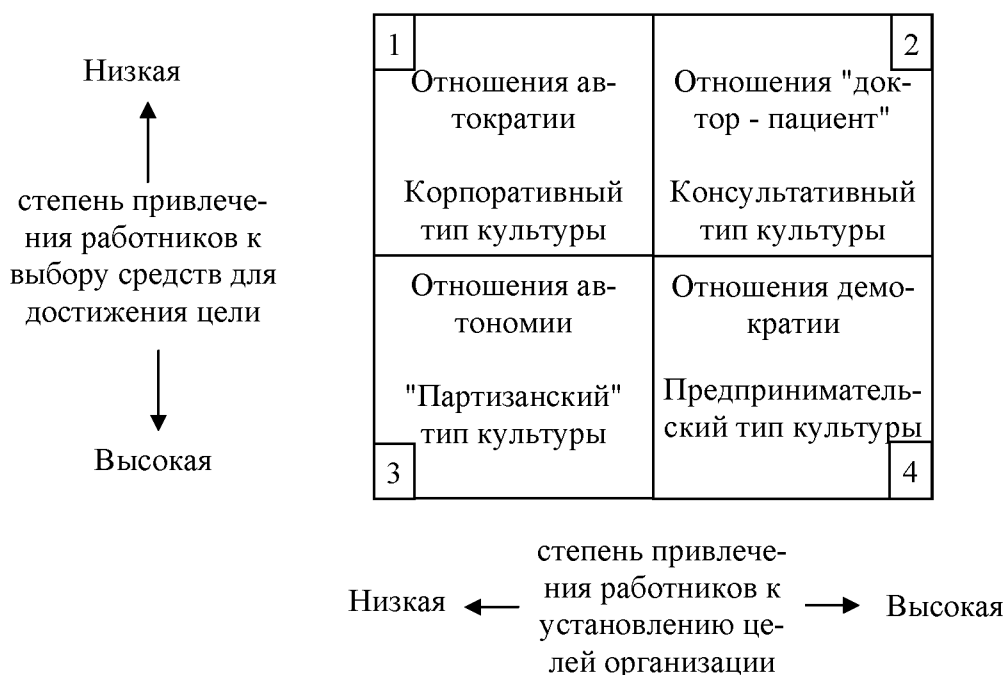 Низкая
степень привлече-
ния работников к
выбору средств для
достижения цели
Высокая
1
Отношения ав-
тократии
Корпоративный
тип культуры
2
Отношения "док-
тор - пациент"
Консультативный
тип культуры
Отношения ав-
тономии
"Партизанский"
тип культуры
3
Отношения демо-
кратии
Предприниматель-
ский тип культуры
4
Низкая
степень привлече-
ния работников к
установлению це-
лей организации
Высокая